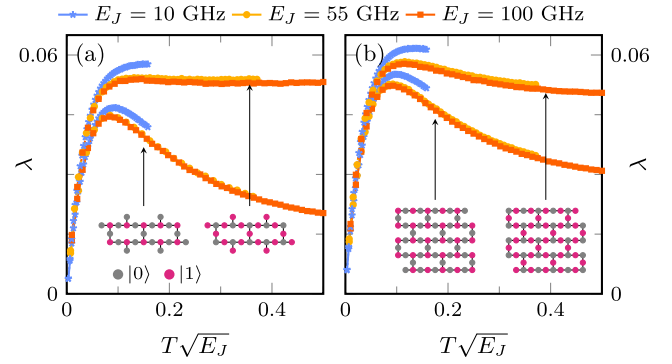 E_J = 10 GHz E_J = 55 GHz E_J = 100 GHz
(a) (b)
0.06 0.06
λ λ
|0⟩ |1⟩
0 0
0 0.2 0.4 0 0.2 0.4
T√E_J T√E_J